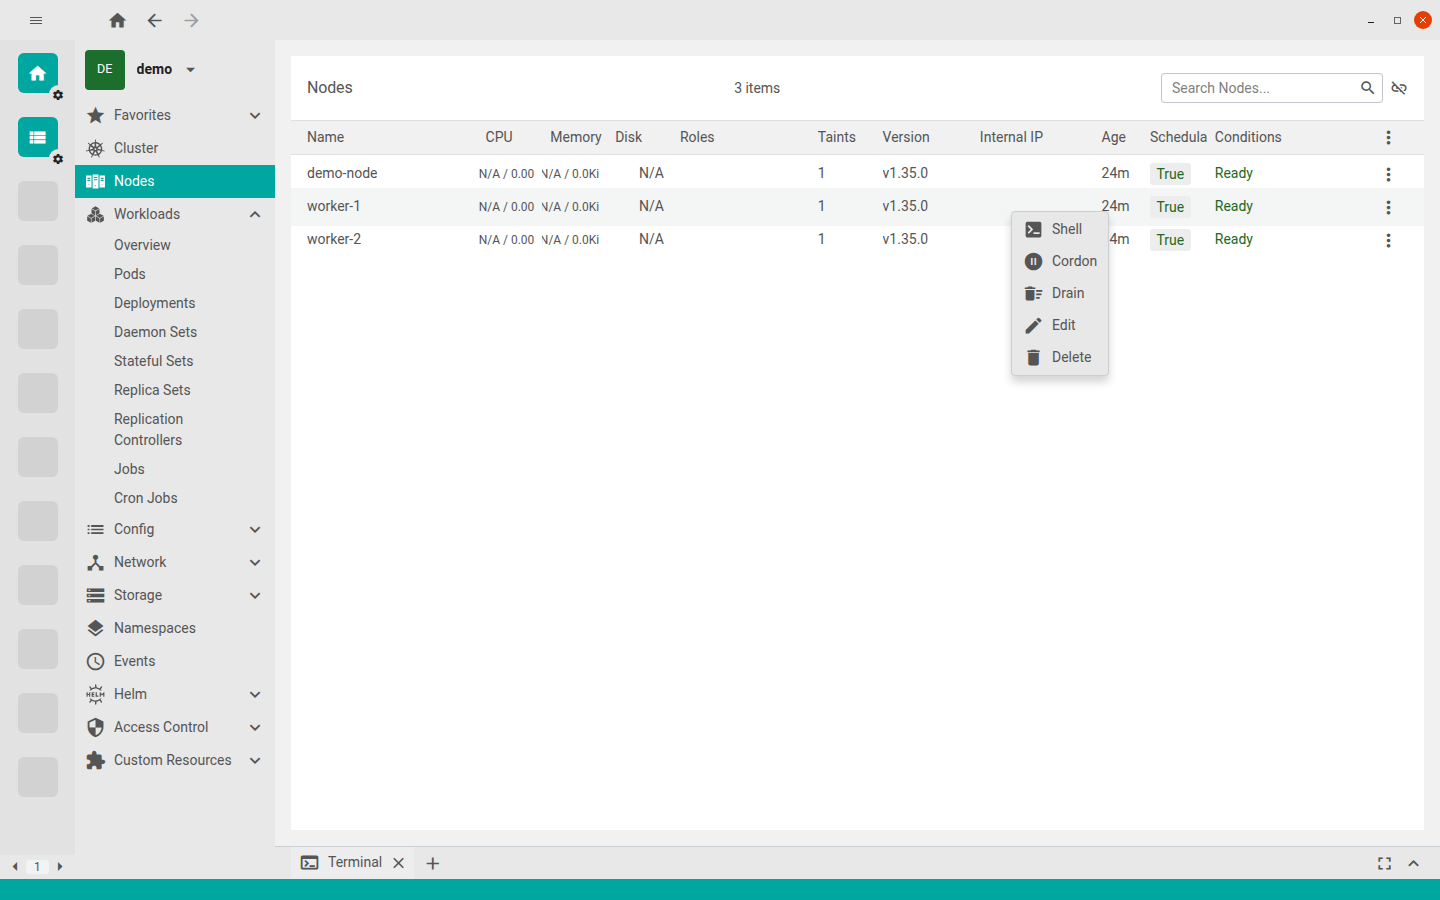 DE demo
Favorites
Cluster
Nodes
Workloads
Overview
Pods
Deployments
Daemon Sets
Stateful Sets
Replica Sets
Replication
Controllers
Jobs
Cron Jobs
Config
Network
Storage
Namespaces
Events
HELM Helm
Access Control
Custom Resources
1
Nodes 3 items Search Nodes...
Name CPU Memory Disk Roles Taints Version Internal IP Age Schedula Conditions
demo-node N/A / 0.00 N/A / 0.0Ki N/A 1 v1.35.0 24m True Ready
worker-1 N/A / 0.00 N/A / 0.0Ki N/A 1 v1.35.0 24m True Ready
worker-2 N/A / 0.00 N/A / 0.0Ki N/A 1 v1.35.0 4m True Ready
Shell
Cordon
Drain
Edit
Delete
Terminal